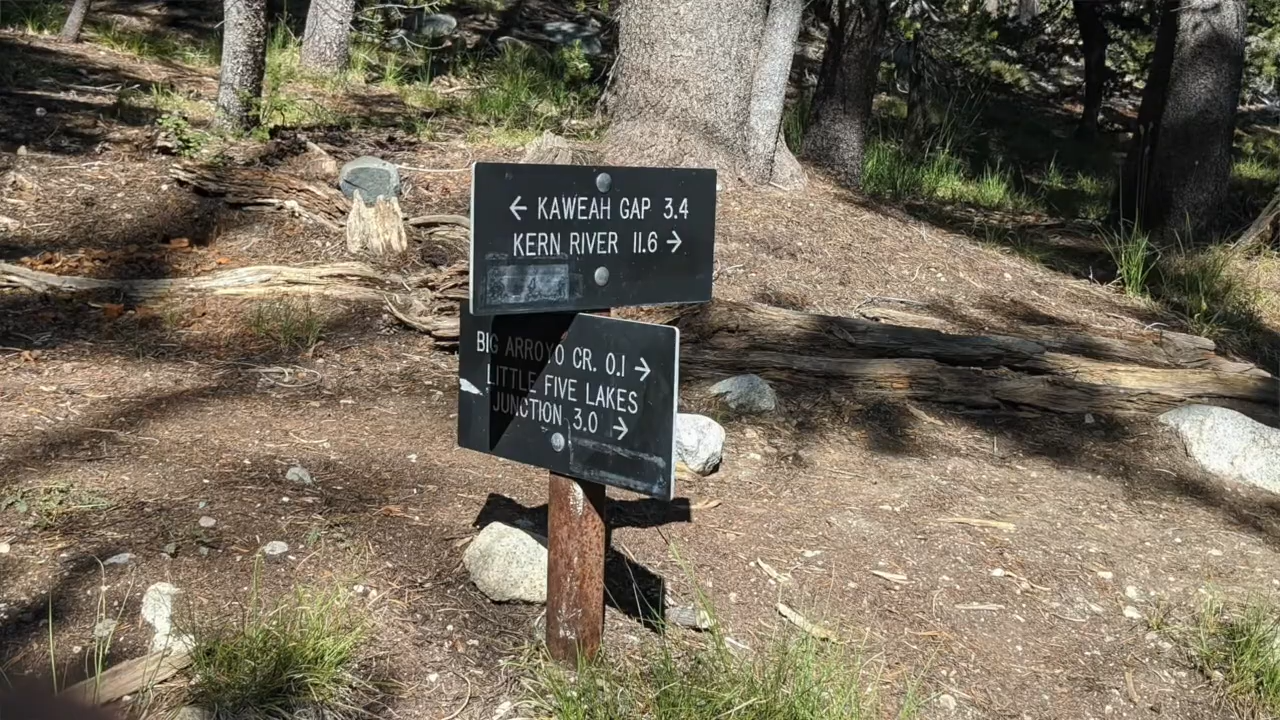 ← KAWEAH GAP 3.4
KERN RIVER 11.6 →
BIG ARROYO CR. 0.1 →
LITTLE FIVE LAKES
JUNCTION 3.0 →